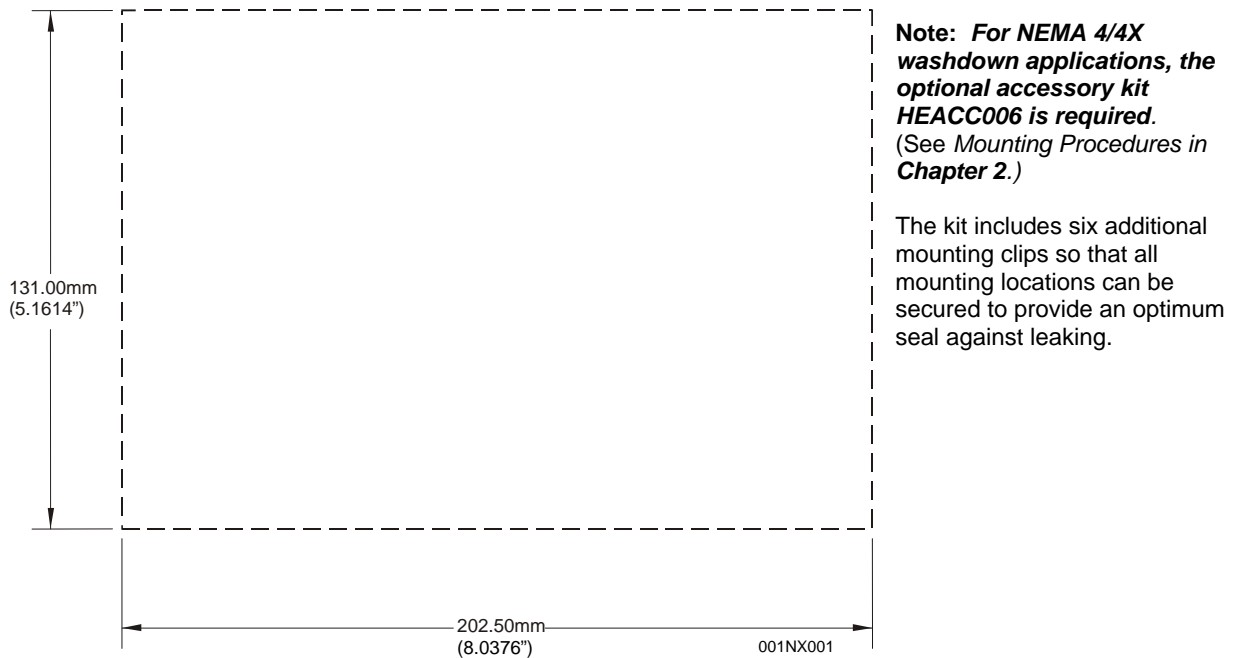 Note: For NEMA 4/4X
washdown applications, the
optional accessory kit
HEACC006 is required.
(See Mounting Procedures in
Chapter 2.)
The kit includes six additional
mounting clips so that all
mounting locations can be
secured to provide an optimum
seal against leaking.
131.00mm
(5.1614”)
202.50mm
(8.0376”)
001NX001